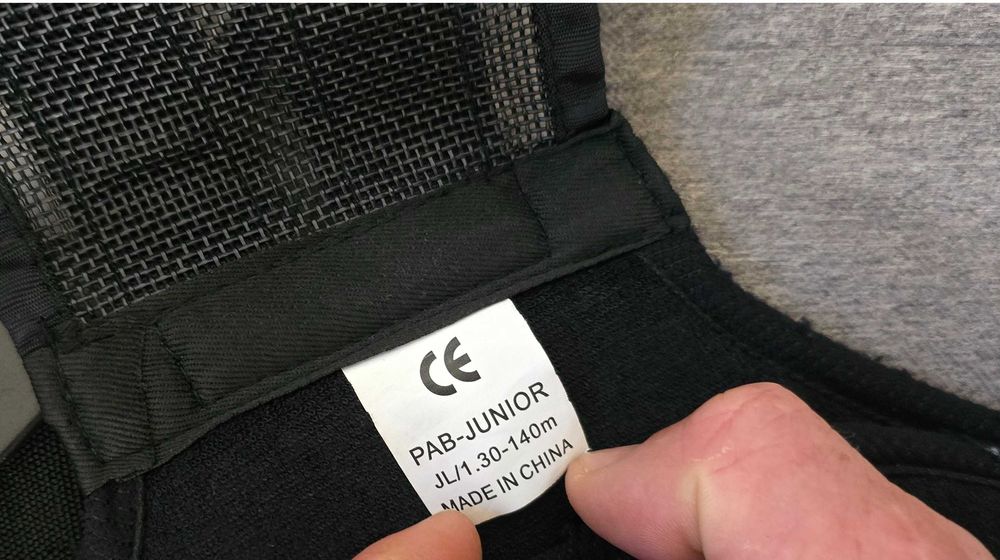 CE
PAB-JUNIOR
JL/1.30-140m
MADE IN CHINA